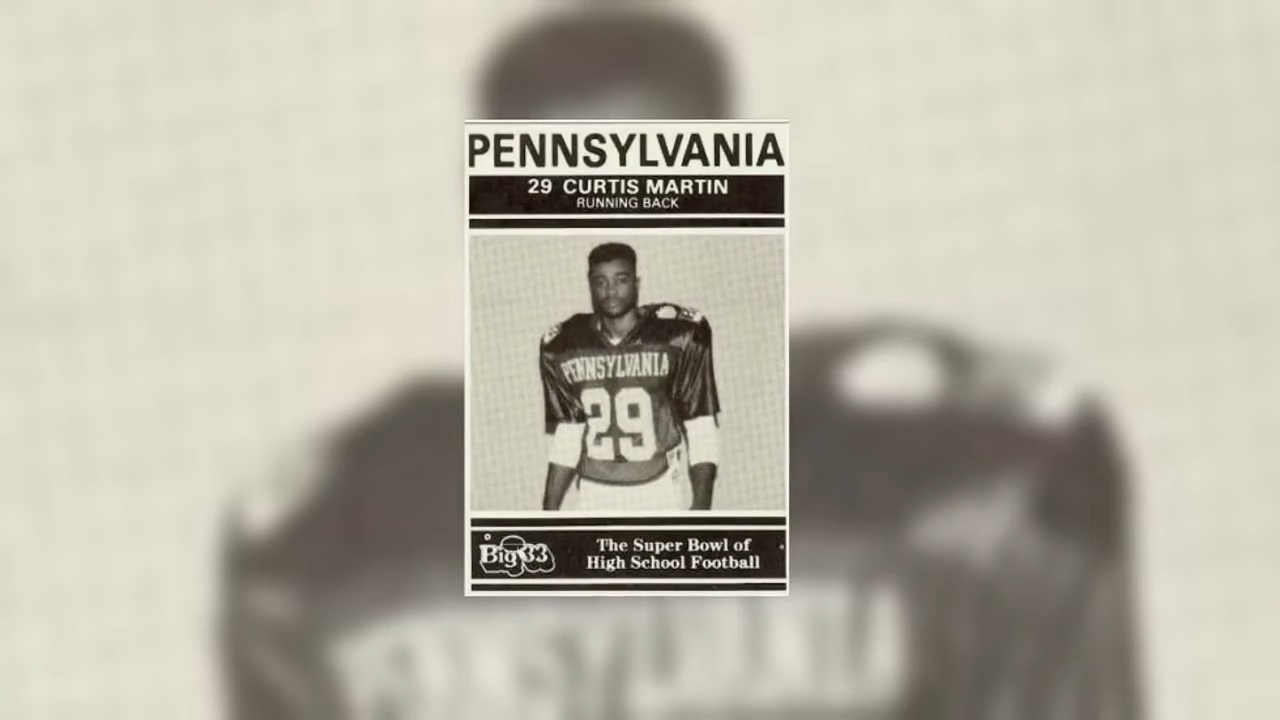 PENNSYLVANIA
29 CURTIS MARTIN
RUNNING BACK
PENNSYLVANIA
29
Big 33
The Super Bowl of
High School Football